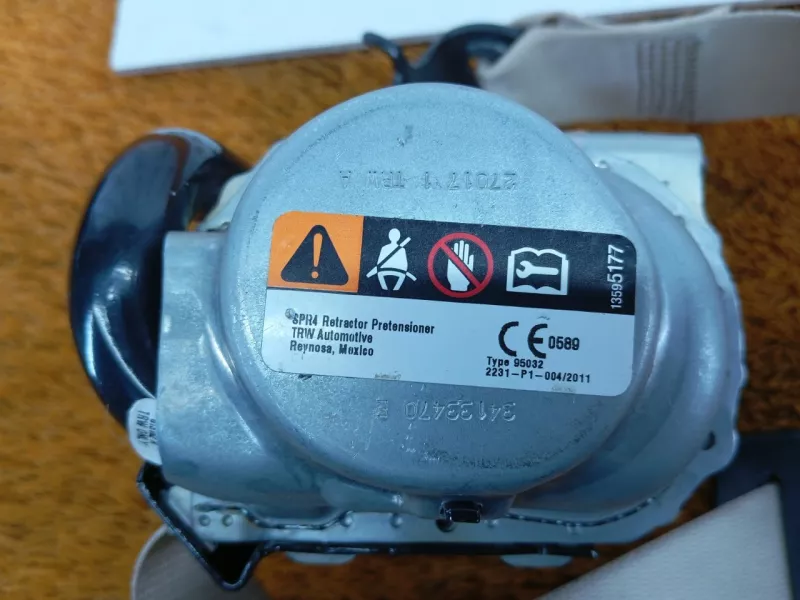 13595177
SPR4 Retractor Pretensioner
TRW Automotive
Reynosa, Mexico
CE 0589
Type 95032
2231-P1-004/2011
34133470 E